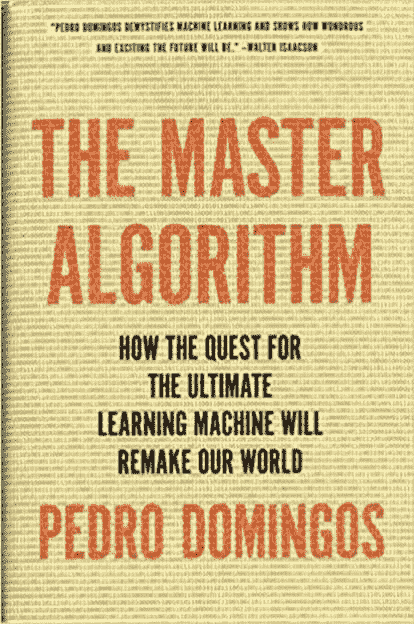 "PEDRO DOMINGOS DEMYSTIFIES MACHINE LEARNING AND SHOWS HOW WONDROUS
AND EXCITING THE FUTURE WILL BE." —WALTER ISAACSON
THE MASTER
ALGORITHM
HOW THE QUEST FOR
THE ULTIMATE
LEARNING MACHINE WILL
REMAKE OUR WORLD
PEDRO DOMINGOS